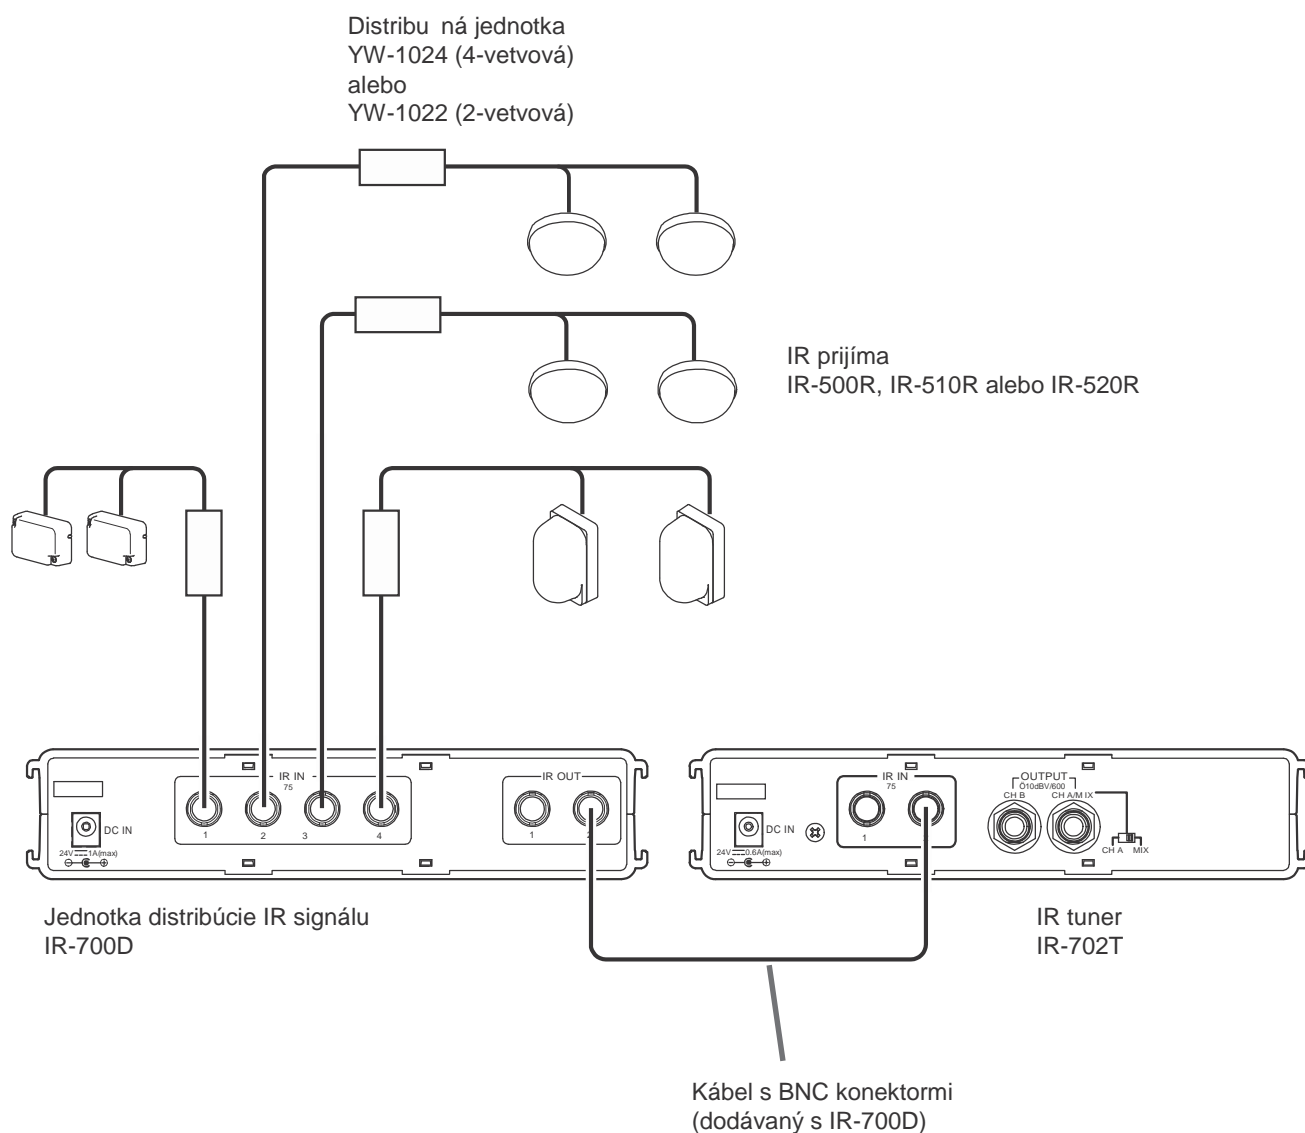 Distribu ná jednotka
YW-1024 (4-vetvová)
alebo
YW-1022 (2-vetvová)
IR prijíma
IR-500R, IR-510R alebo IR-520R
IR IN
75
1
2
3
4
IR OUT
1
2
DC IN
24V 1A(max)
IR IN
75
1
DC IN
24V 0.6A(max)
OUTPUT
Ó10dBV/600
CH B
CH A/M IX
CH A
MIX
Jednotka distribúcie IR signálu
IR-700D
IR tuner
IR-702T
Kábel s BNC konektormi
(dodávaný s IR-700D)